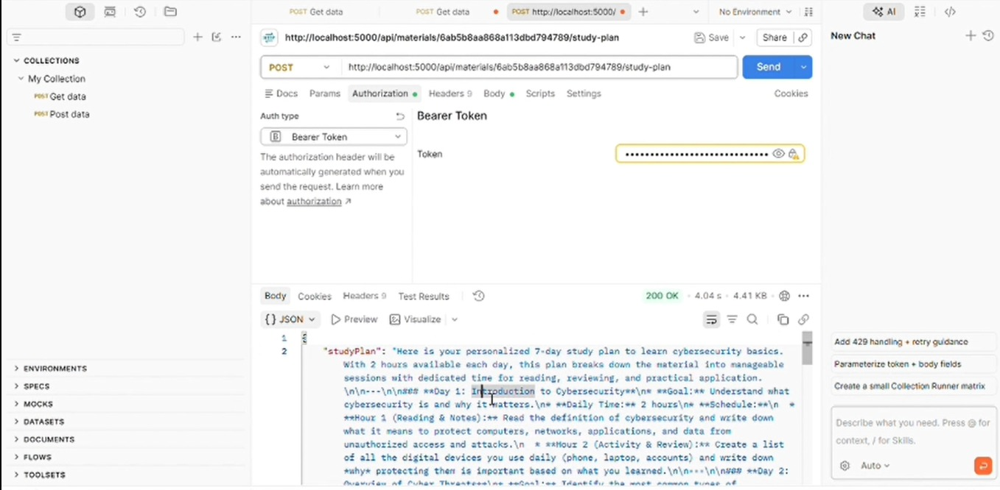 POST Get data
POST Get data
POST http://localhost:5000/
No Environment
AI
http://localhost:5000/api/materials/6ab5b8aa868a113dbd794789/study-plan
Save
Share
New Chat
COLLECTIONS
My Collection
POST Get data
POST Post data
POST
http://localhost:5000/api/materials/6ab5b8aa868a113dbd794789/study-plan
Send
Docs
Params
Authorization
Headers 9
Body
Scripts
Settings
Cookies
Auth type
Bearer Token
Bearer Token
The authorization header will be
automatically generated when you
send the request. Learn more
about authorization ↗
Token
Body
Cookies
Headers 9
Test Results
200 OK
4.04 s
4.41 KB
{} JSON
Preview
Visualize
1 {
2 "studyPlan": "Here is your personalized 7-day study plan to learn cybersecurity basics.
With 2 hours available each day, this plan breaks down the material into manageable
sessions with dedicated time for reading, reviewing, and practical application.
\n\n---\n\n### **Day 1: Introduction to Cybersecurity**\n* **Goal:** Understand what
cybersecurity is and why it matters.\n* **Daily Time:** 2 hours\n* **Schedule:**\n  *
**Hour 1 (Reading & Notes):** Read the definition of cybersecurity and write down
what it means to protect computers, networks, applications, and data from
unauthorized access and attacks.\n  * **Hour 2 (Activity & Review):** Create a list
of all the digital devices you use daily (phone, laptop, accounts) and write down
*why* protecting them is important based on what you learned.\n\n---\n\n### **Day 2:
Overview of Cyber Threats**\n* **Goal:** Identify the most common types of
ENVIRONMENTS
SPECS
MOCKS
DATASETS
DOCUMENTS
FLOWS
TOOLSETS
Add 429 handling + retry guidance
Parameterize token + body fields
Create a small Collection Runner matrix
Describe what you need. Press @ for
context, / for Skills.
Auto